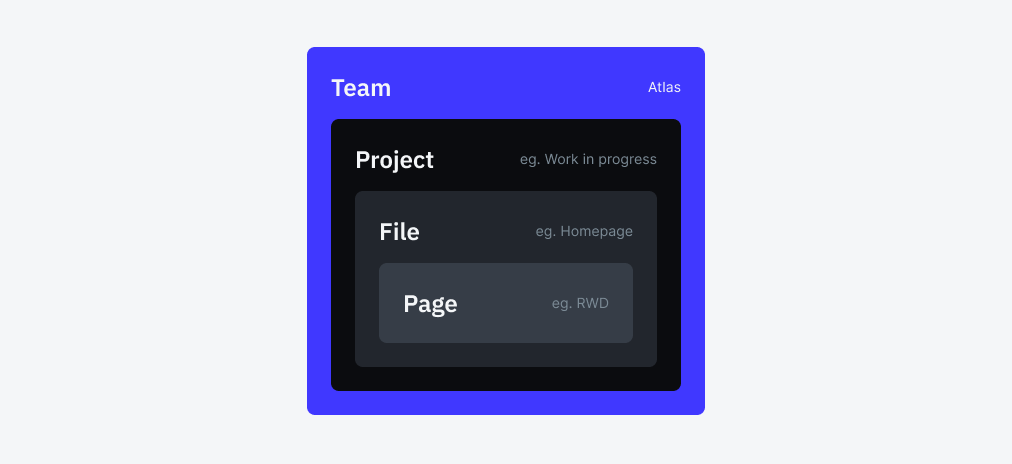 Team Atlas
Project eg. Work in progress
File eg. Homepage
Page eg. RWD